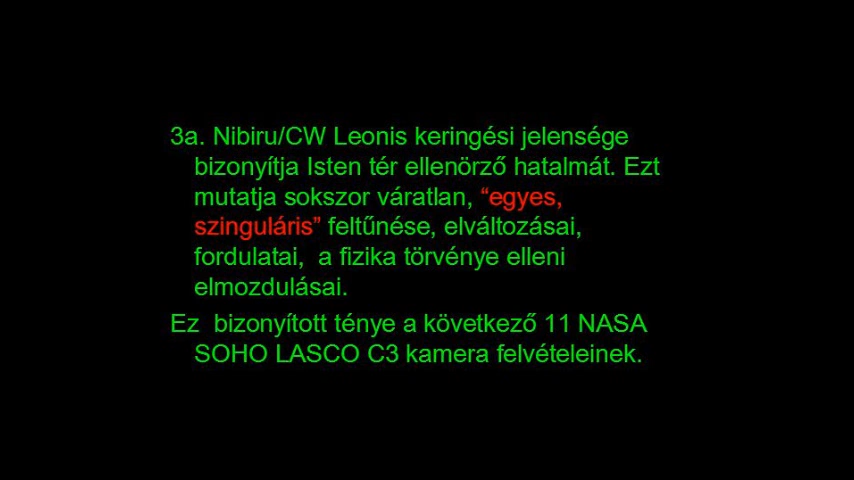 3a. Nibiru/CW Leonis keringési jelensége
bizonyítja Isten tér ellenörző hatalmát. Ezt
mutatja sokszor váratlan, “egyes,
szinguláris” feltűnése, elváltozásai,
fordulatai,  a fizika törvénye elleni
elmozdulásai.
Ez  bizonyított ténye a következő 11 NASA
SOHO LASCO C3 kamera felvételeinek.